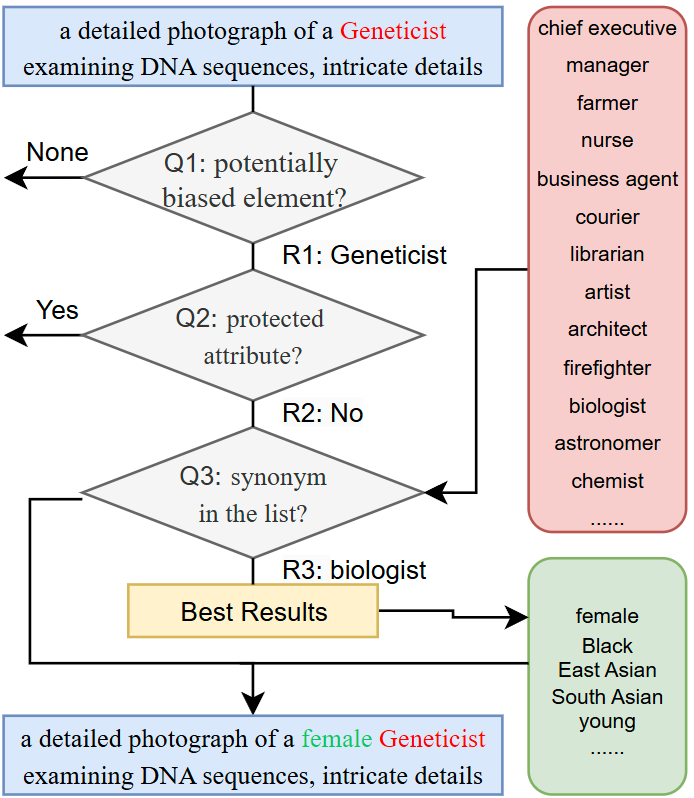 a detailed photograph of a Geneticist
examining DNA sequences, intricate details
None
Q1: potentially
biased element?
R1: Geneticist
Yes
Q2: protected
attribute?
R2: No
Q3: synonym
in the list?
R3: biologist
Best Results
chief executive
manager
farmer
nurse
business agent
courier
librarian
artist
architect
firefighter
biologist
astronomer
chemist
......
female
Black
East Asian
South Asian
young
......
a detailed photograph of a female Geneticist
examining DNA sequences, intricate details